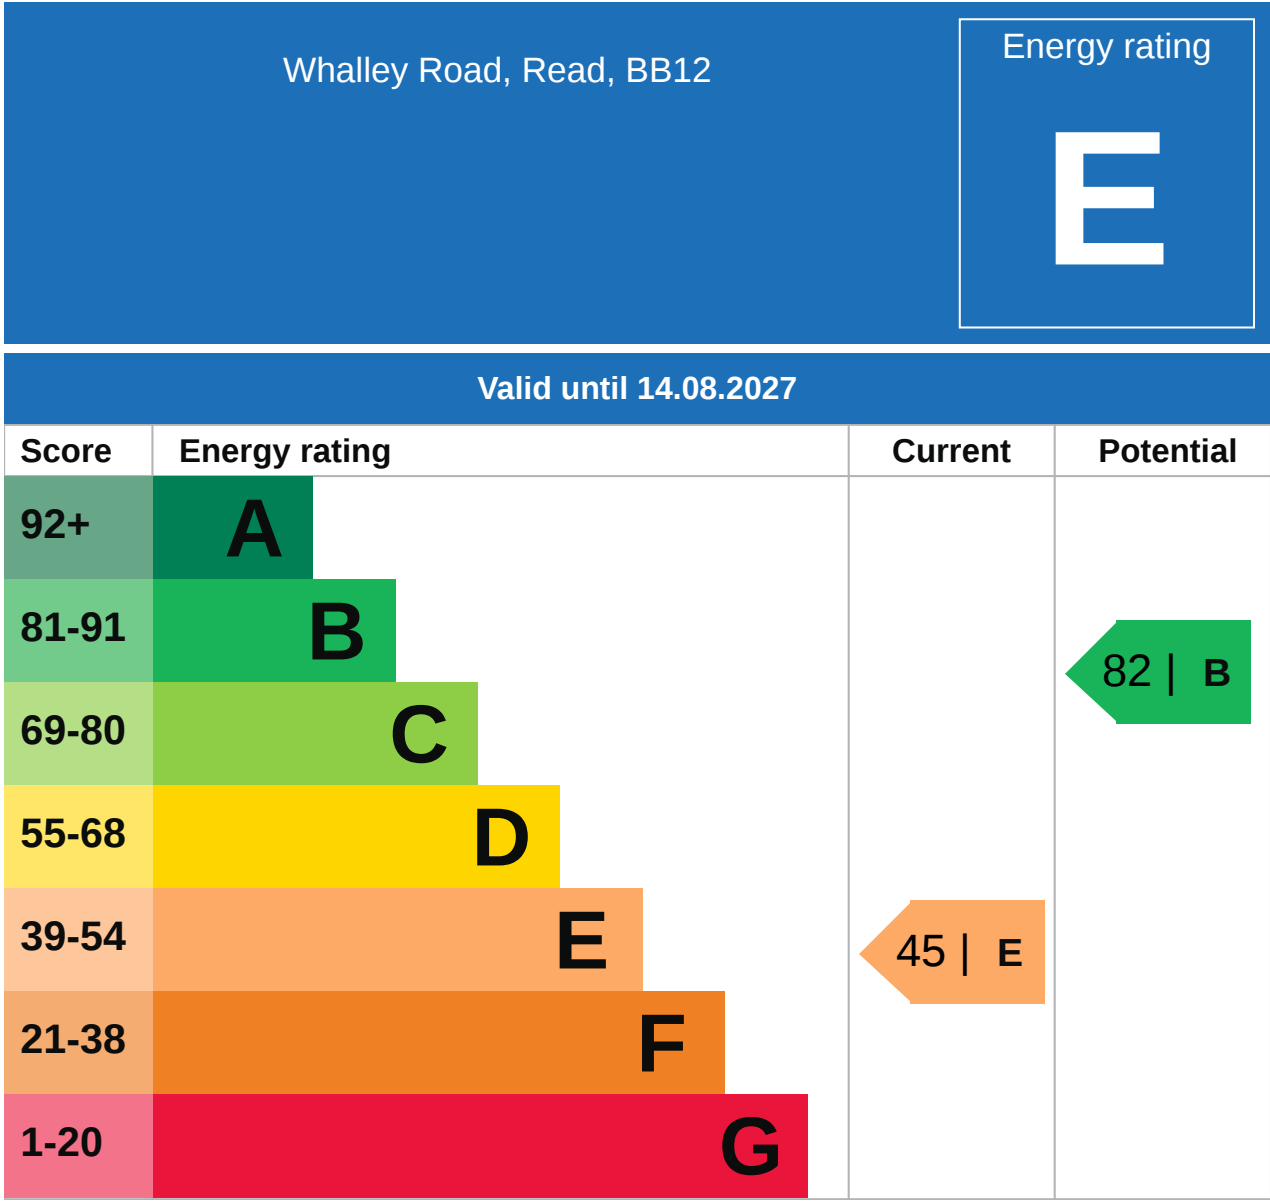 Whalley Road, Read, BB12
Energy rating
E
Valid until 14.08.2027
Score Energy rating Current Potential
92+ A
81-91 B
82 | B
69-80 C
55-68 D
39-54 E
45 | E
21-38 F
1-20 G